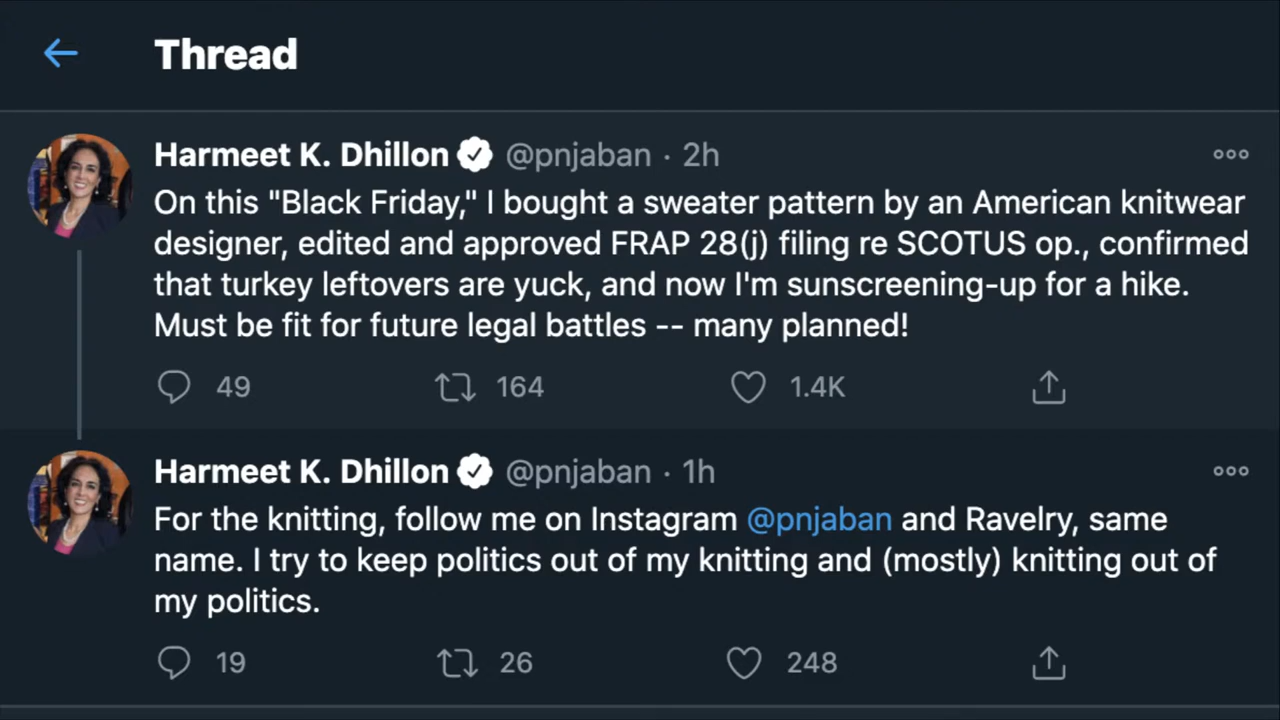 Thread
Harmeet K. Dhillon @pnjaban · 2h
On this "Black Friday," I bought a sweater pattern by an American knitwear
designer, edited and approved FRAP 28(j) filing re SCOTUS op., confirmed
that turkey leftovers are yuck, and now I'm sunscreening-up for a hike.
Must be fit for future legal battles -- many planned!
49 164 1.4K
Harmeet K. Dhillon @pnjaban · 1h
For the knitting, follow me on Instagram @pnjaban and Ravelry, same
name. I try to keep politics out of my knitting and (mostly) knitting out of
my politics.
19 26 248